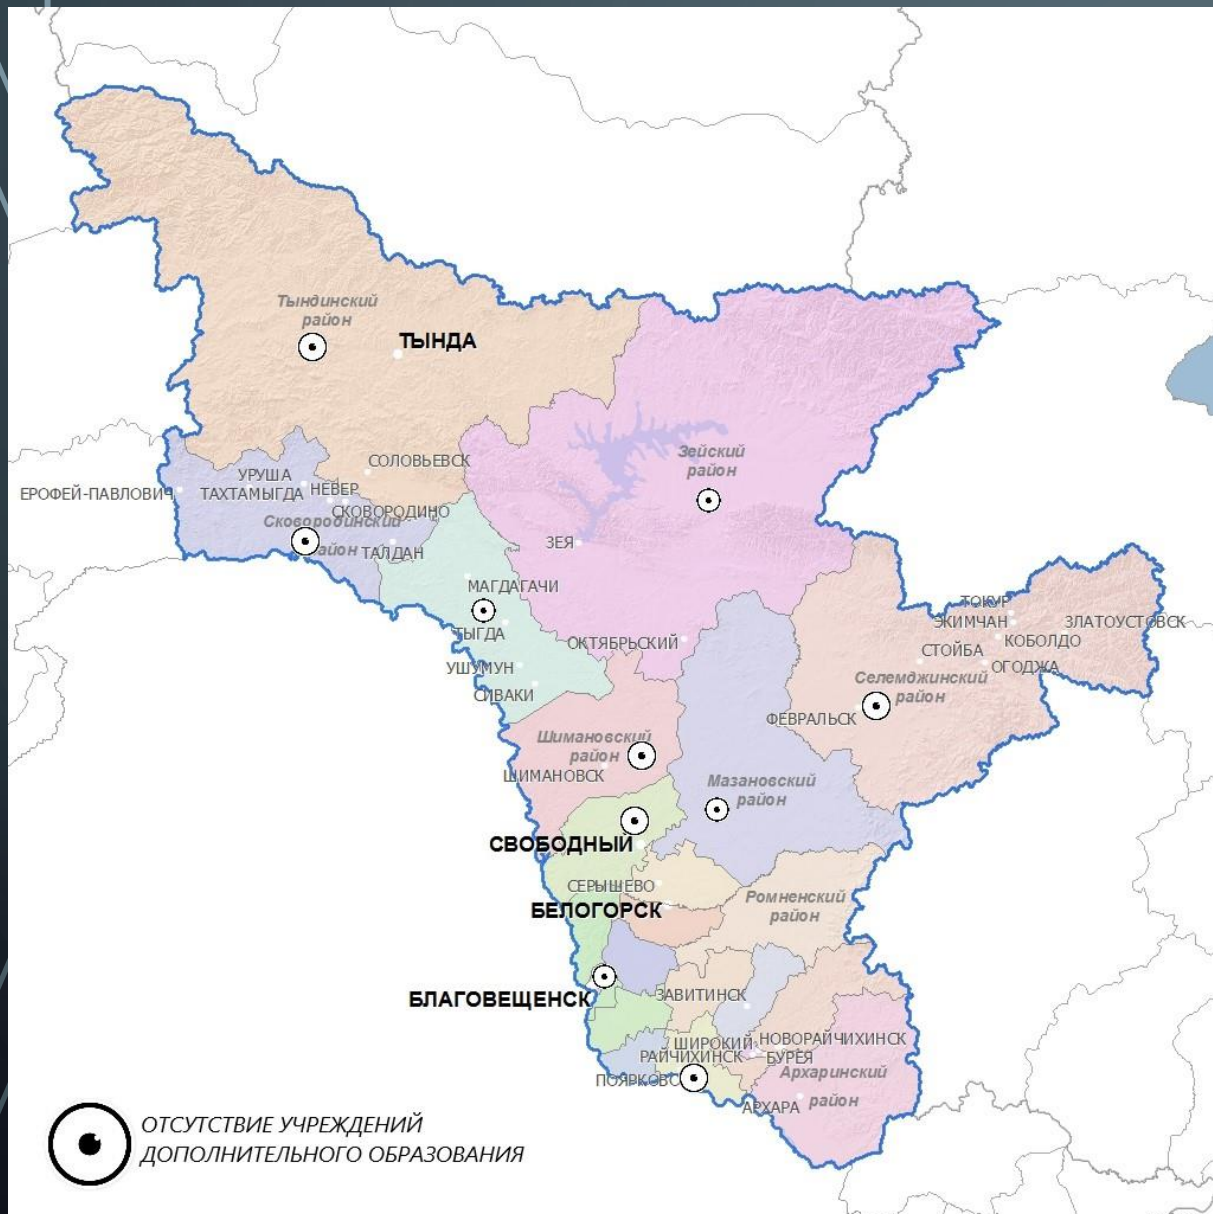 Тындинский
район
ТЫНДА
СОЛОВЬЕВСК
УРУША
ЕРОФЕЙ-ПАВЛОВИЧ
ТАХТАМЫГДА
НЕВЕР
СКОВОРОДИНО
Сковородинский
район
ТАЛДАН
Зейский
район
ЗЕЯ
МАГДАГАЧИ
ТЫГДА
ОКТЯБРЬСКИЙ
УШУМУН
СИВАКИ
ТОКУР
ЭКИМЧАН
ЗЛАТОУСТОВСК
КОБОЛДО
СТОЙБА
ОГОДЖА
Селемджинский
район
ФЕВРАЛЬСК
Шимановский
район
ШИМАНОВСК
Мазановский
район
СВОБОДНЫЙ
СЕРЫШЕВО
БЕЛОГОРСК
Ромненский
район
БЛАГОВЕЩЕНСК
ЗАВИТИНСК
ШИРОКИЙ
НОВОРАЙЧИХИНСК
РАЙЧИХИНСК
БУРЕЯ
ПОЯРКОВО
Архаринский
район
АРХАРА
ОТСУТСТВИЕ УЧРЕЖДЕНИЙ
ДОПОЛНИТЕЛЬНОГО ОБРАЗОВАНИЯ